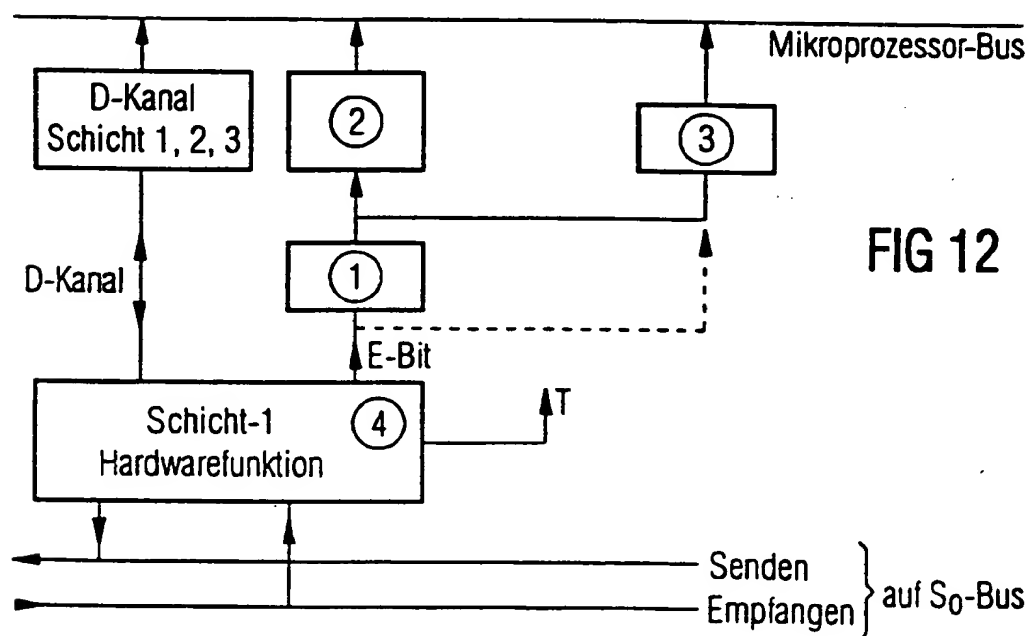 Mikroprozessor-Bus
D-Kanal
Schicht 1, 2, 3
2
3
FIG 12
D-Kanal
1
E-Bit
Schicht-1
Hardwarefunktion
4
T
Senden
Empfangen
auf S₀-Bus